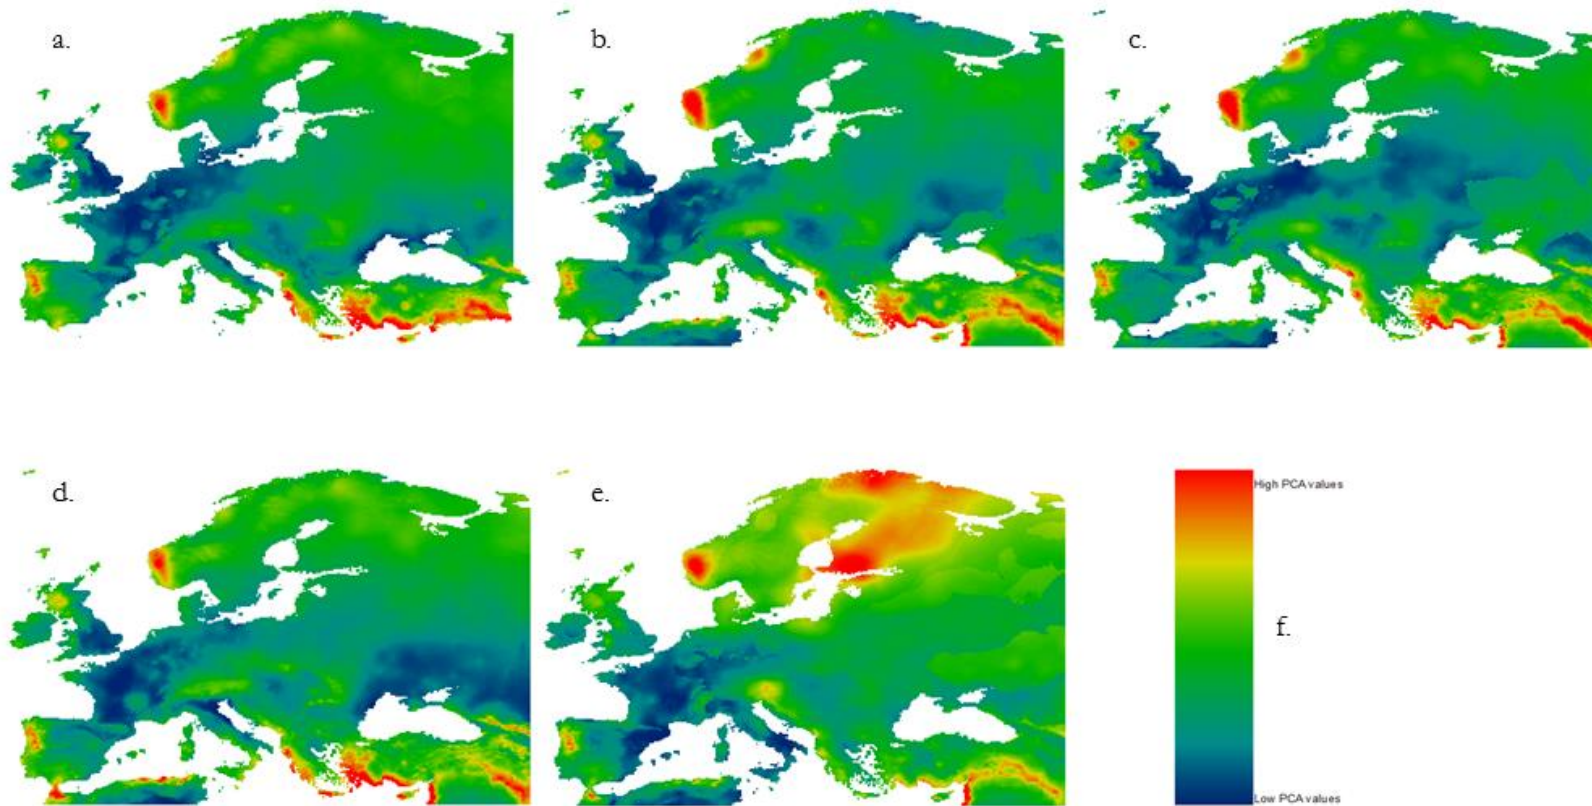 a.
b.
c.
d.
e.
High PCA values
f.
Low PCA values